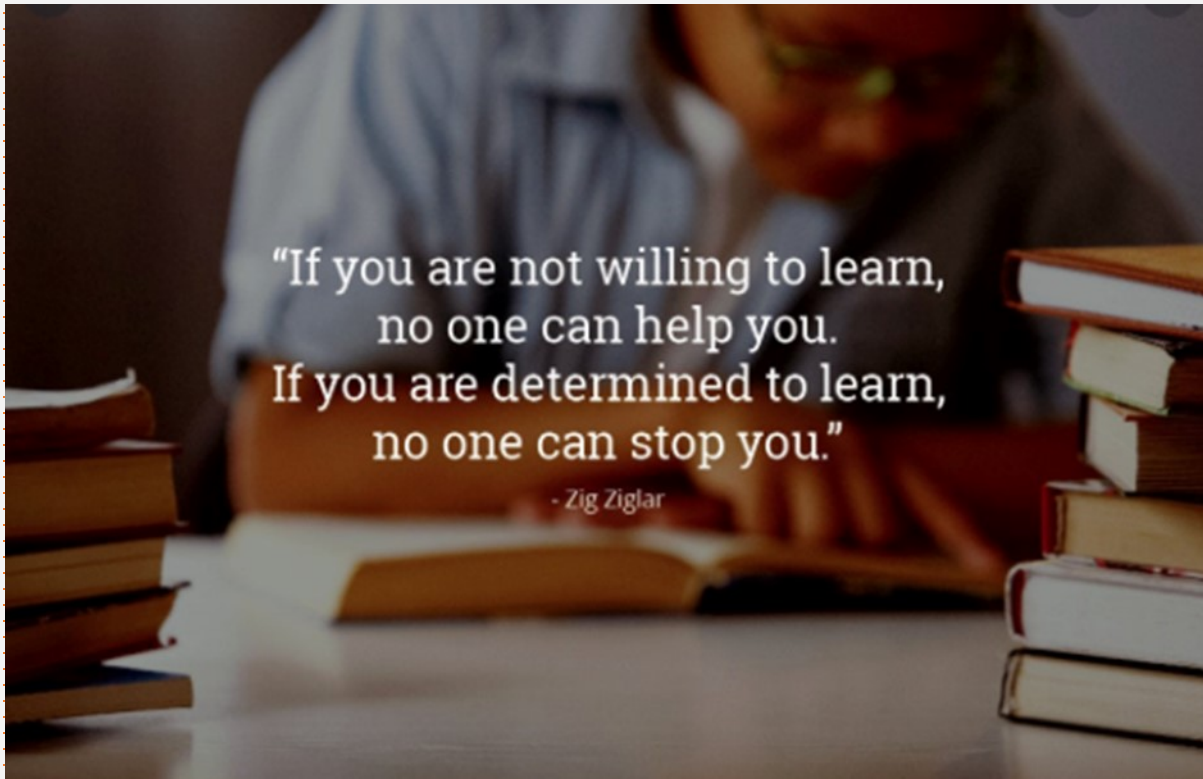 “If you are not willing to learn,
no one can help you.
If you are determined to learn,
no one can stop you.”
- Zig Ziglar